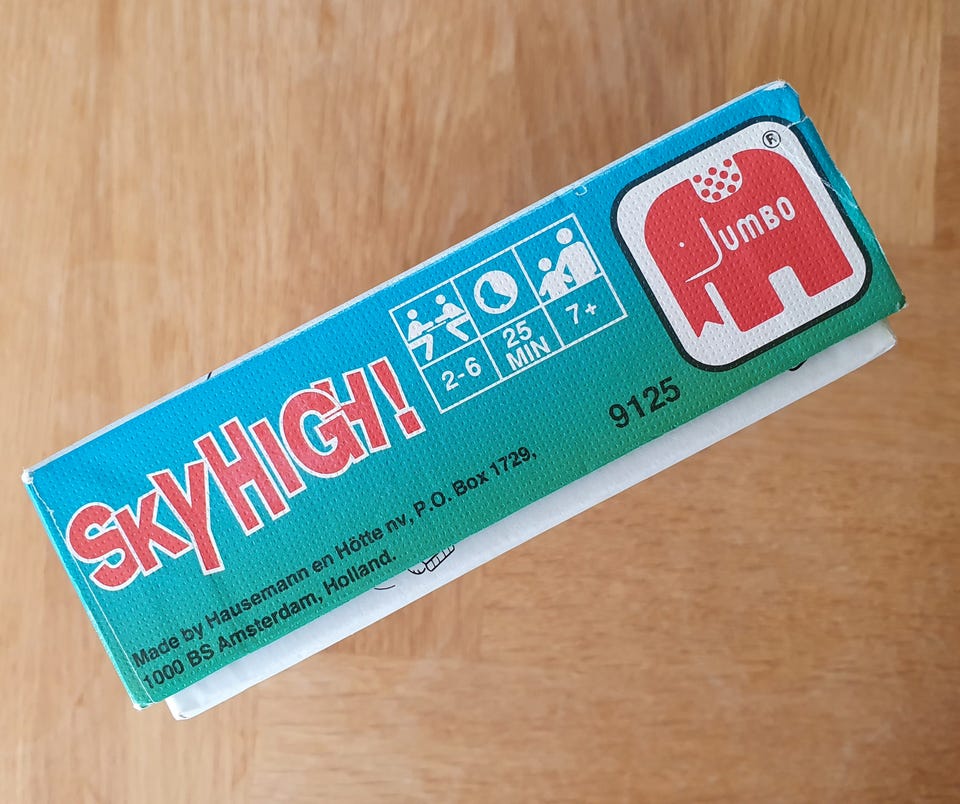 SKYHIGH!
2-6
25
MIN
7+
JUMBO
®
9125
Made by Hausemann en Hötte nv, P.O. Box 1729,
1000 BS Amsterdam, Holland.